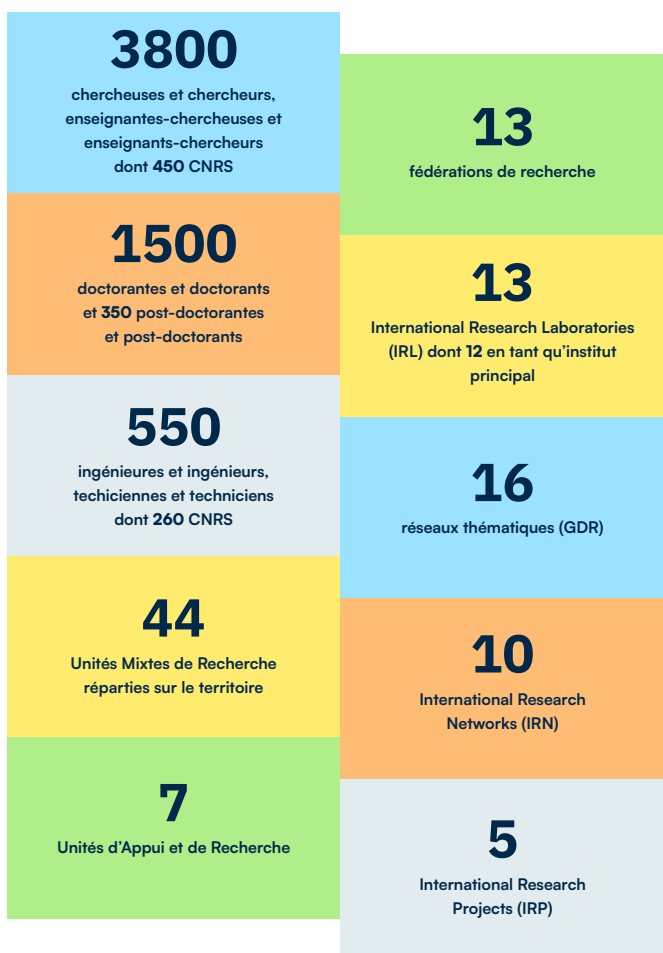 3800
chercheuses et chercheurs,
enseignantes-chercheuses et
enseignants-chercheurs
dont 450 CNRS
1500
doctorantes et doctorants
et 350 post-doctorantes
et post-doctorants
550
ingénieures et ingénieurs,
techiciennes et techniciens
dont 260 CNRS
44
Unités Mixtes de Recherche
réparties sur le territoire
7
Unités d’Appui et de Recherche
13
fédérations de recherche
13
International Research Laboratories
(IRL) dont 12 en tant qu’institut
principal
16
réseaux thématiques (GDR)
10
International Research
Networks (IRN)
5
International Research
Projects (IRP)